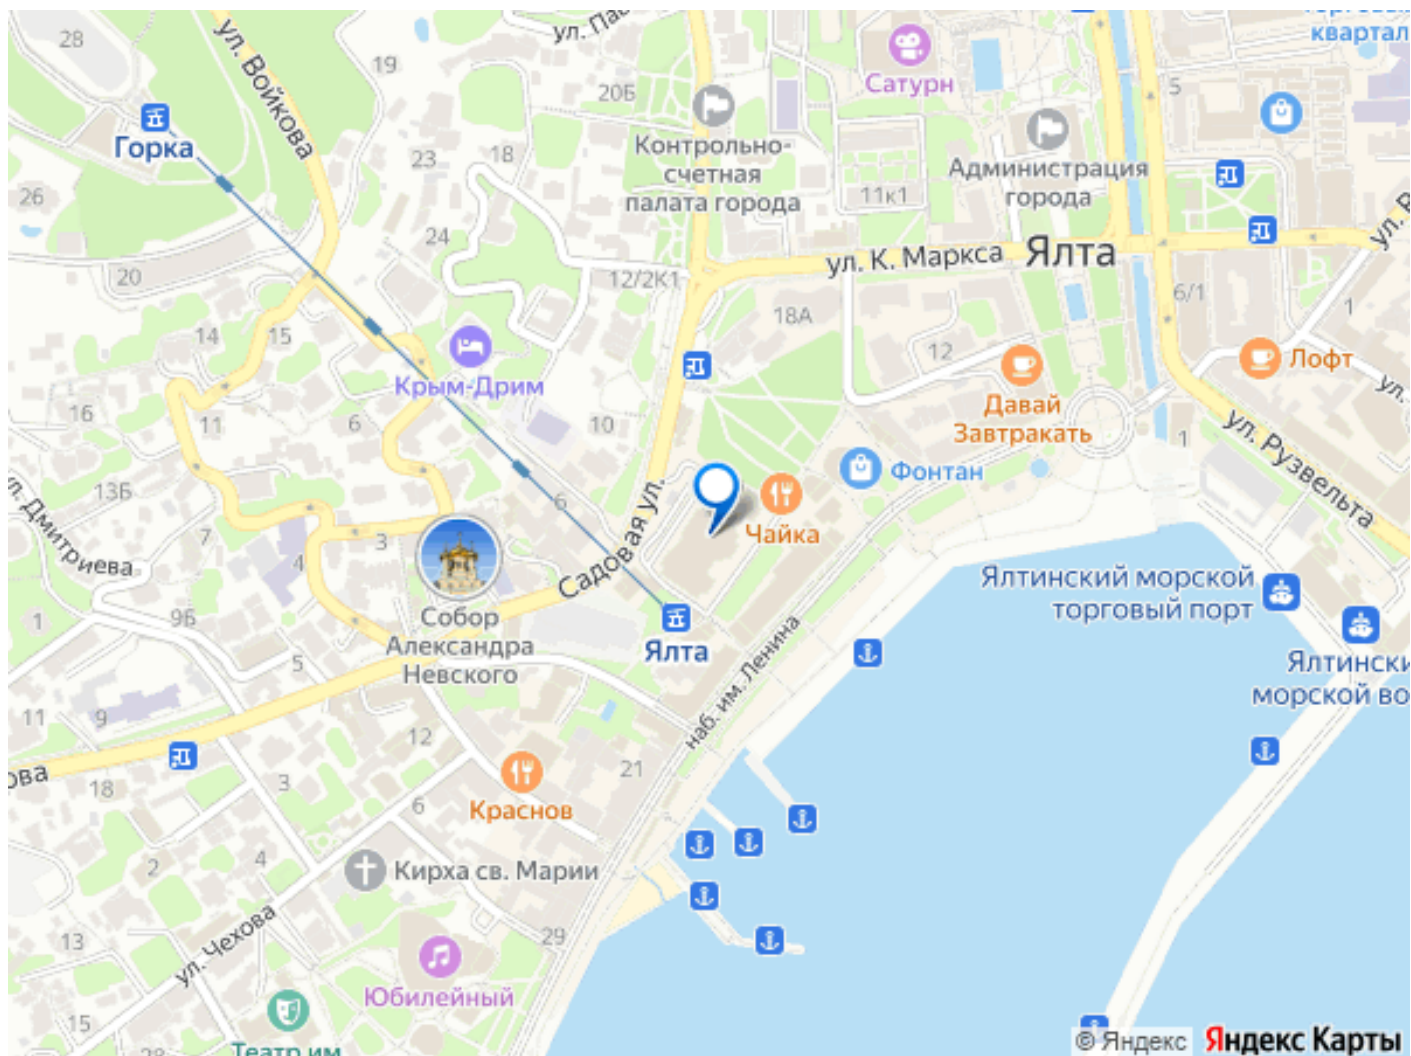 28
ул. Войкова
ул. Пав
19
Сатурн
квартал
5
20Б
Горка
Контрольно-
счетная
палата города
Администрация
города
23
18
11к1
26
24
ул. К. Маркса
Ялта
20
12/2К1
6/1
1
18А
14
15
12
Лофт
Крым-Дрим
Давай
Завтракать
16
11
6
10
Фонтан
1
ул. Рузвельта
13Б
6
Чайка
ул. Дмитриева
7
3
4
Садовая ул.
Ялтинский морской
торговый порт
1
9Б
Собор
Александра
Невского
Ялта
наб. им. Ленина
5
Ялтински
морской во
11
9
12
ова
18
3
21
Краснов
6
2
4
Кирха св. Марии
13
ул. Чехова
29
Юбилейный
15
28
Театр им
© Яндекс Яндекс Карты